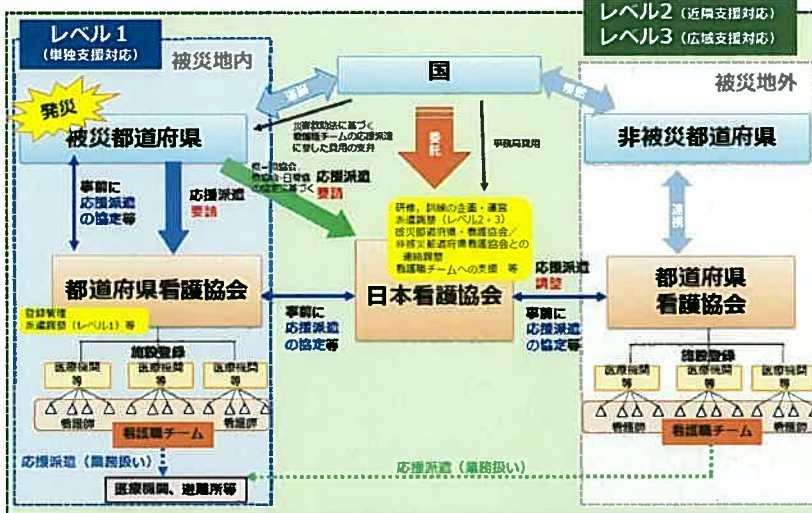 レベル1
(単独支援対応)
被災地内
レベル2（近隣支援対応）
レベル3（広域支援対応）
被災地外
国
発災
被災都道府県
非被災都道府県
連携
連携
災害救助法に基づく
看護職チームの応援派遣
に要した費用の支弁
委託
事務局費用
協定に基づく
応援派遣
要請
事前に
応援派遣
の協定等
応援派遣
要請
研修、訓練の企画・運営
派遣調整（レベル2・3）
被災都道府県・看護協会／
非被災都道府県看護協会との
連絡調整
看護職チームへの支援 等
連携
都道府県看護協会
日本看護協会
都道府県
看護協会
登録管理
派遣調整（レベル1）等
事前に
応援派遣
の協定等
応援派遣
調整
事前に
応援派遣
の協定等
施設登録
医療機関
等
医療機関
等
医療機関
等
看護師
看護師
看護職チーム
施設登録
医療機関
等
医療機関
等
医療機関
等
看護師
看護師
看護職チーム
応援派遣（業務扱い）
応援派遣（業務扱い）
医療機関、避難所等